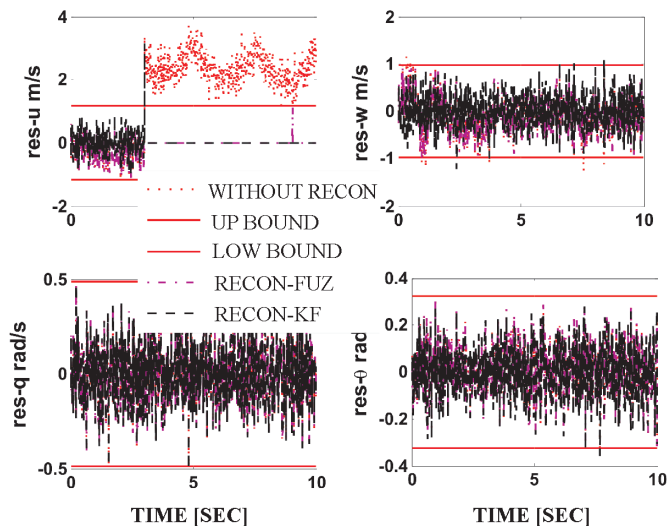 4
2
0
-2
0
5
10
res-u m/s
2
1
0
-1
-2
0
5
10
res-w m/s
WITHOUT RECON
UP BOUND
LOW BOUND
RECON-FUZ
RECON-KF
0.5
0
-0.5
0
5
10
res-q rad/s
TIME [SEC]
0.4
0.2
0
-0.2
-0.4
0
5
10
res-θ rad
TIME [SEC]